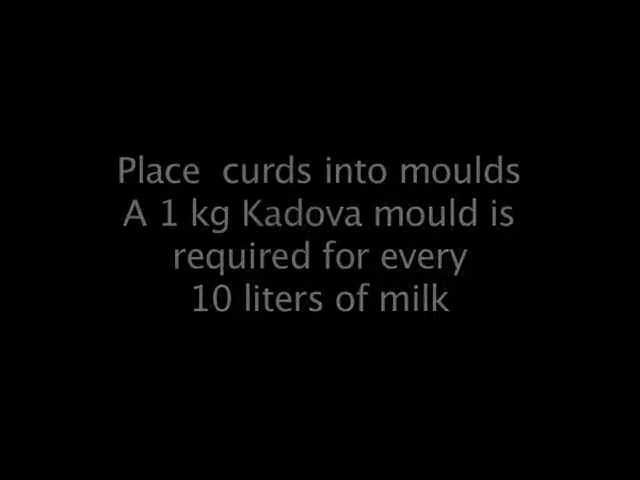 Place  curds into moulds
A 1 kg Kadova mould is
required for every
10 liters of milk